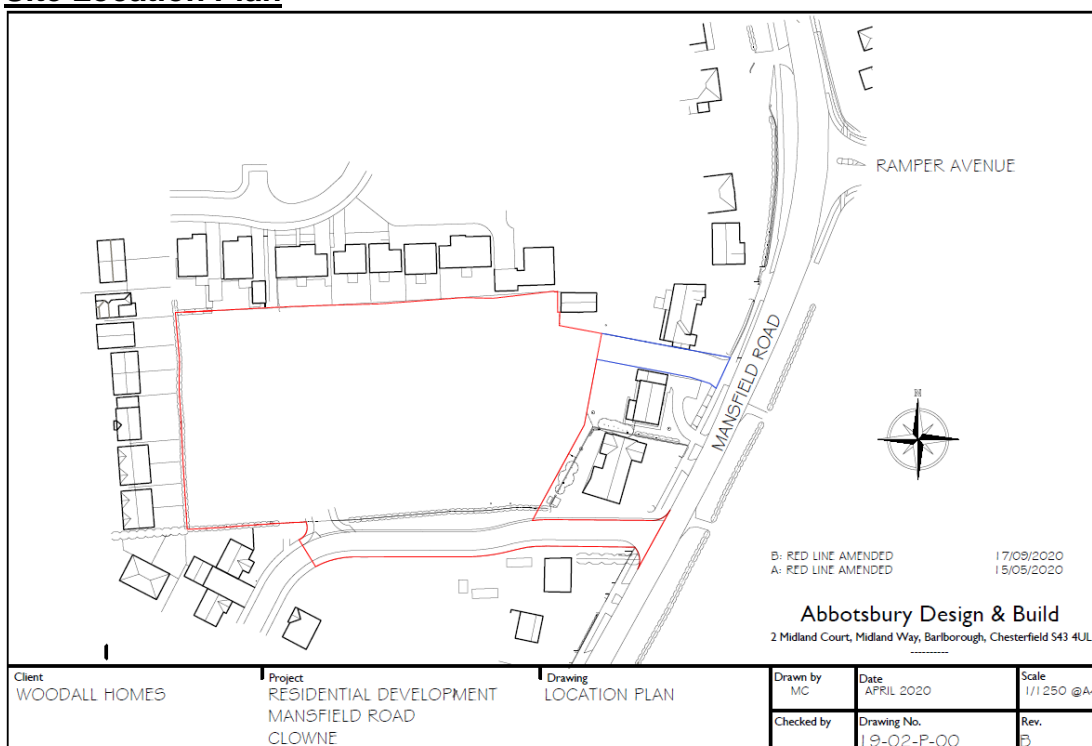 Site Location Plan
RAMPER AVENUE
MANSFIELD ROAD
N
B: RED LINE AMENDED 17/09/2020
A: RED LINE AMENDED 15/05/2020
Abbotsbury Design & Build
2 Midland Court, Midland Way, Barlborough, Chesterfield S43 4UL
Client
WOODALL HOMES
Project
RESIDENTIAL DEVELOPMENT
MANSFIELD ROAD
CLOWNE
Drawing
LOCATION PLAN
Drawn by
MC
Date
APRIL 2020
Scale
1/1250 @A4
Checked by
Drawing No.
19-02-P-00
Rev.
B